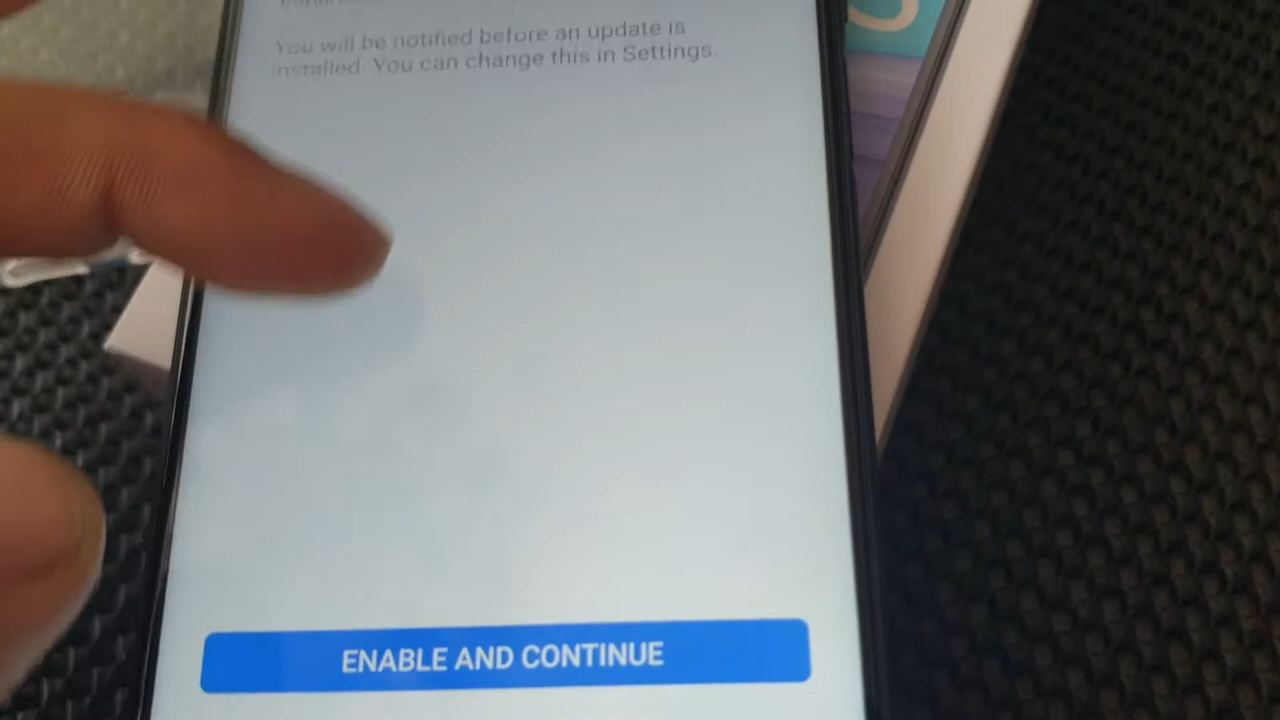 You will be notified before an update is
installed. You can change this in Settings.
ENABLE AND CONTINUE